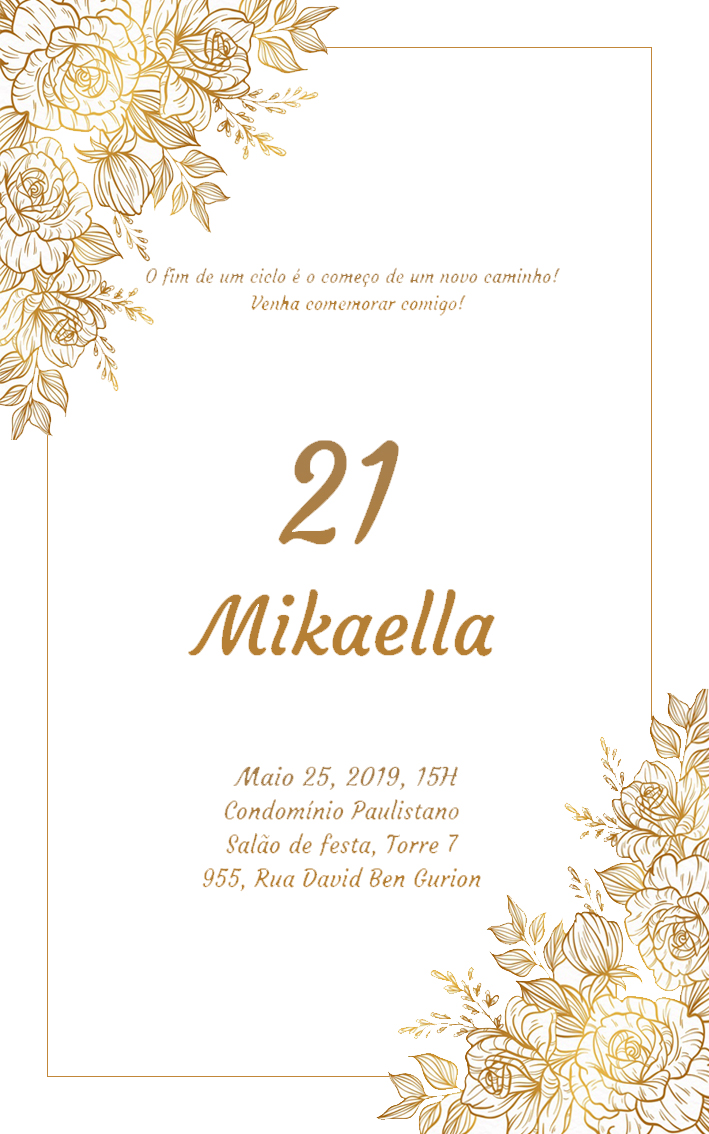 O fim de um ciclo é o começo de um novo caminho!
Venha comemorar comigo!
21
Mikaella
Maio 25, 2019, 15H
Condomínio Paulistano
Salão de festa, Torre 7
955, Rua David Ben Gurion